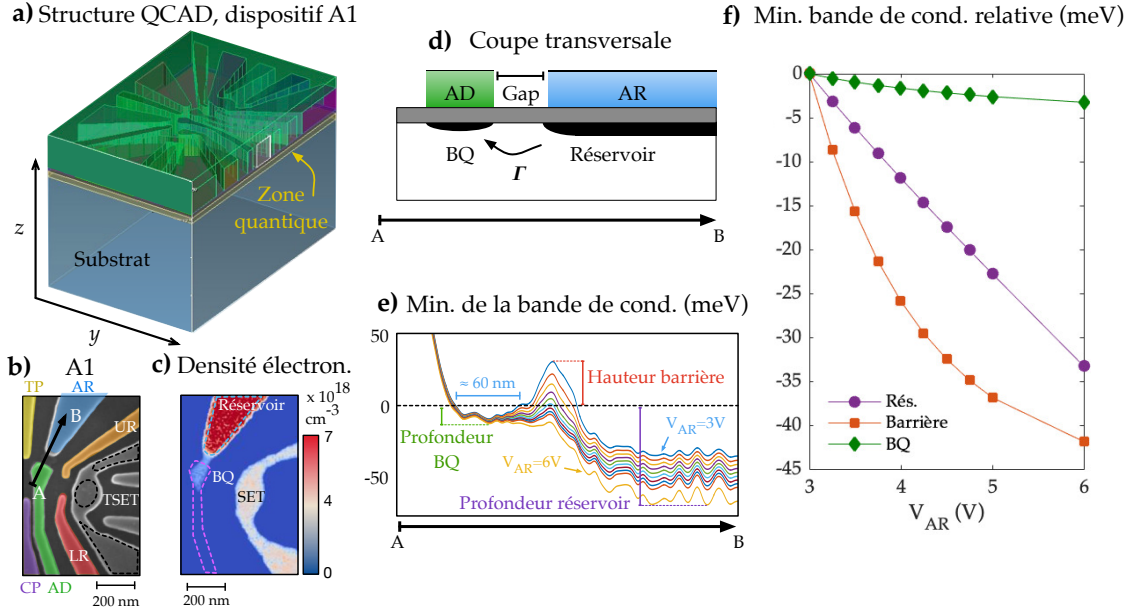 a) Structure QCAD, dispositif A1
z
y
Substrat
Zone
quantique
b) A1
TP
AR
B
UR
A
TSET
LR
CP AD
200 nm
c) Densité électron.
Réservoir
BQ
SET
200 nm
x 10^18
cm^-3
7
0
d) Coupe transversale
AD
Gap
AR
BQ
Γ
Réservoir
A
B
e) Min. de la bande de cond. (meV)
50
0
-50
≈ 60 nm
Hauteur barrière
Profondeur
BQ
V_AR=3V
V_AR=6V
Profondeur réservoir
A
B
f) Min. bande de cond. relative (meV)
0
-5
-10
-15
-20
-25
-30
-35
-40
-45
Rés.
Barrière
BQ
3
4
5
6
V_AR (V)